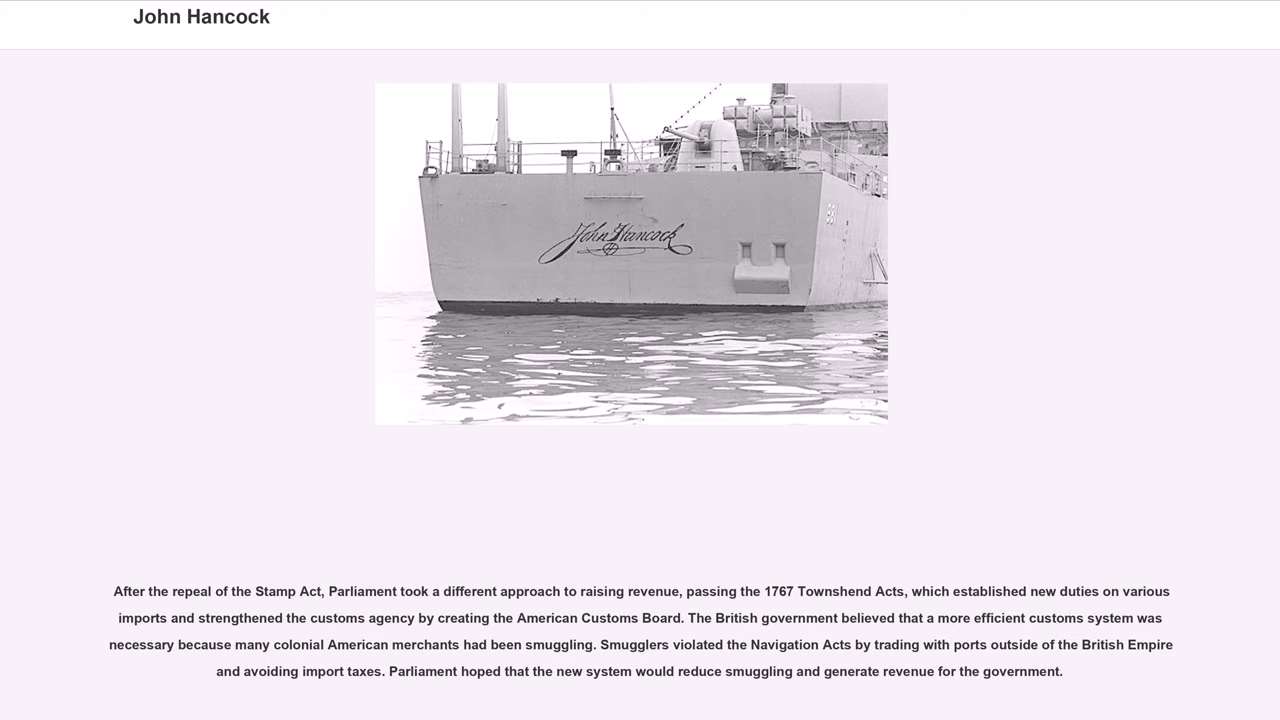 John Hancock
John Hancock
981
After the repeal of the Stamp Act, Parliament took a different approach to raising revenue, passing the 1767 Townshend Acts, which established new duties on various
imports and strengthened the customs agency by creating the American Customs Board. The British government believed that a more efficient customs system was
necessary because many colonial American merchants had been smuggling. Smugglers violated the Navigation Acts by trading with ports outside of the British Empire
and avoiding import taxes. Parliament hoped that the new system would reduce smuggling and generate revenue for the government.